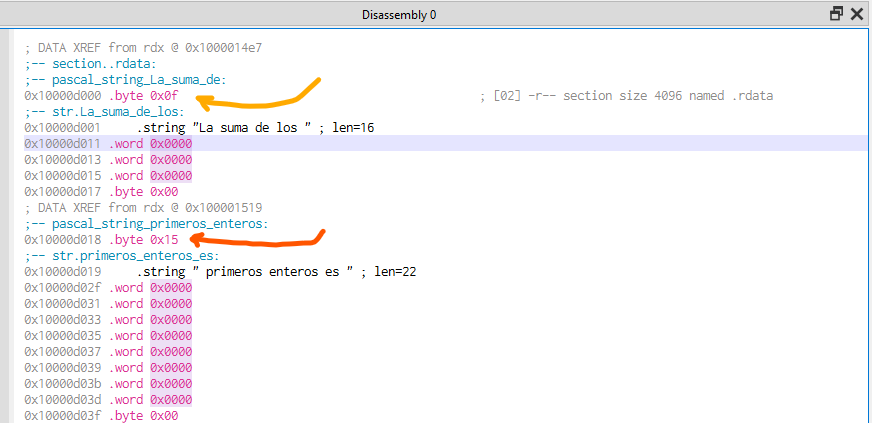 Disassembly 0
; DATA XREF from rdx @ 0x1000014e7
;-- section..rdata:
;-- pascal_string_La_suma_de:
0x10000d000 .byte 0x0f ; [02] -r-- section size 4096 named .rdata
;-- str.La_suma_de_los:
0x10000d001 .string "La suma de los " ; len=16
0x10000d011 .word 0x0000
0x10000d013 .word 0x0000
0x10000d015 .word 0x0000
0x10000d017 .byte 0x00
; DATA XREF from rdx @ 0x100001519
;-- pascal_string_primeros_enteros:
0x10000d018 .byte 0x15
;-- str.primeros_enteros_es:
0x10000d019 .string " primeros enteros es " ; len=22
0x10000d02f .word 0x0000
0x10000d031 .word 0x0000
0x10000d033 .word 0x0000
0x10000d035 .word 0x0000
0x10000d037 .word 0x0000
0x10000d039 .word 0x0000
0x10000d03b .word 0x0000
0x10000d03d .word 0x0000
0x10000d03f .byte 0x00